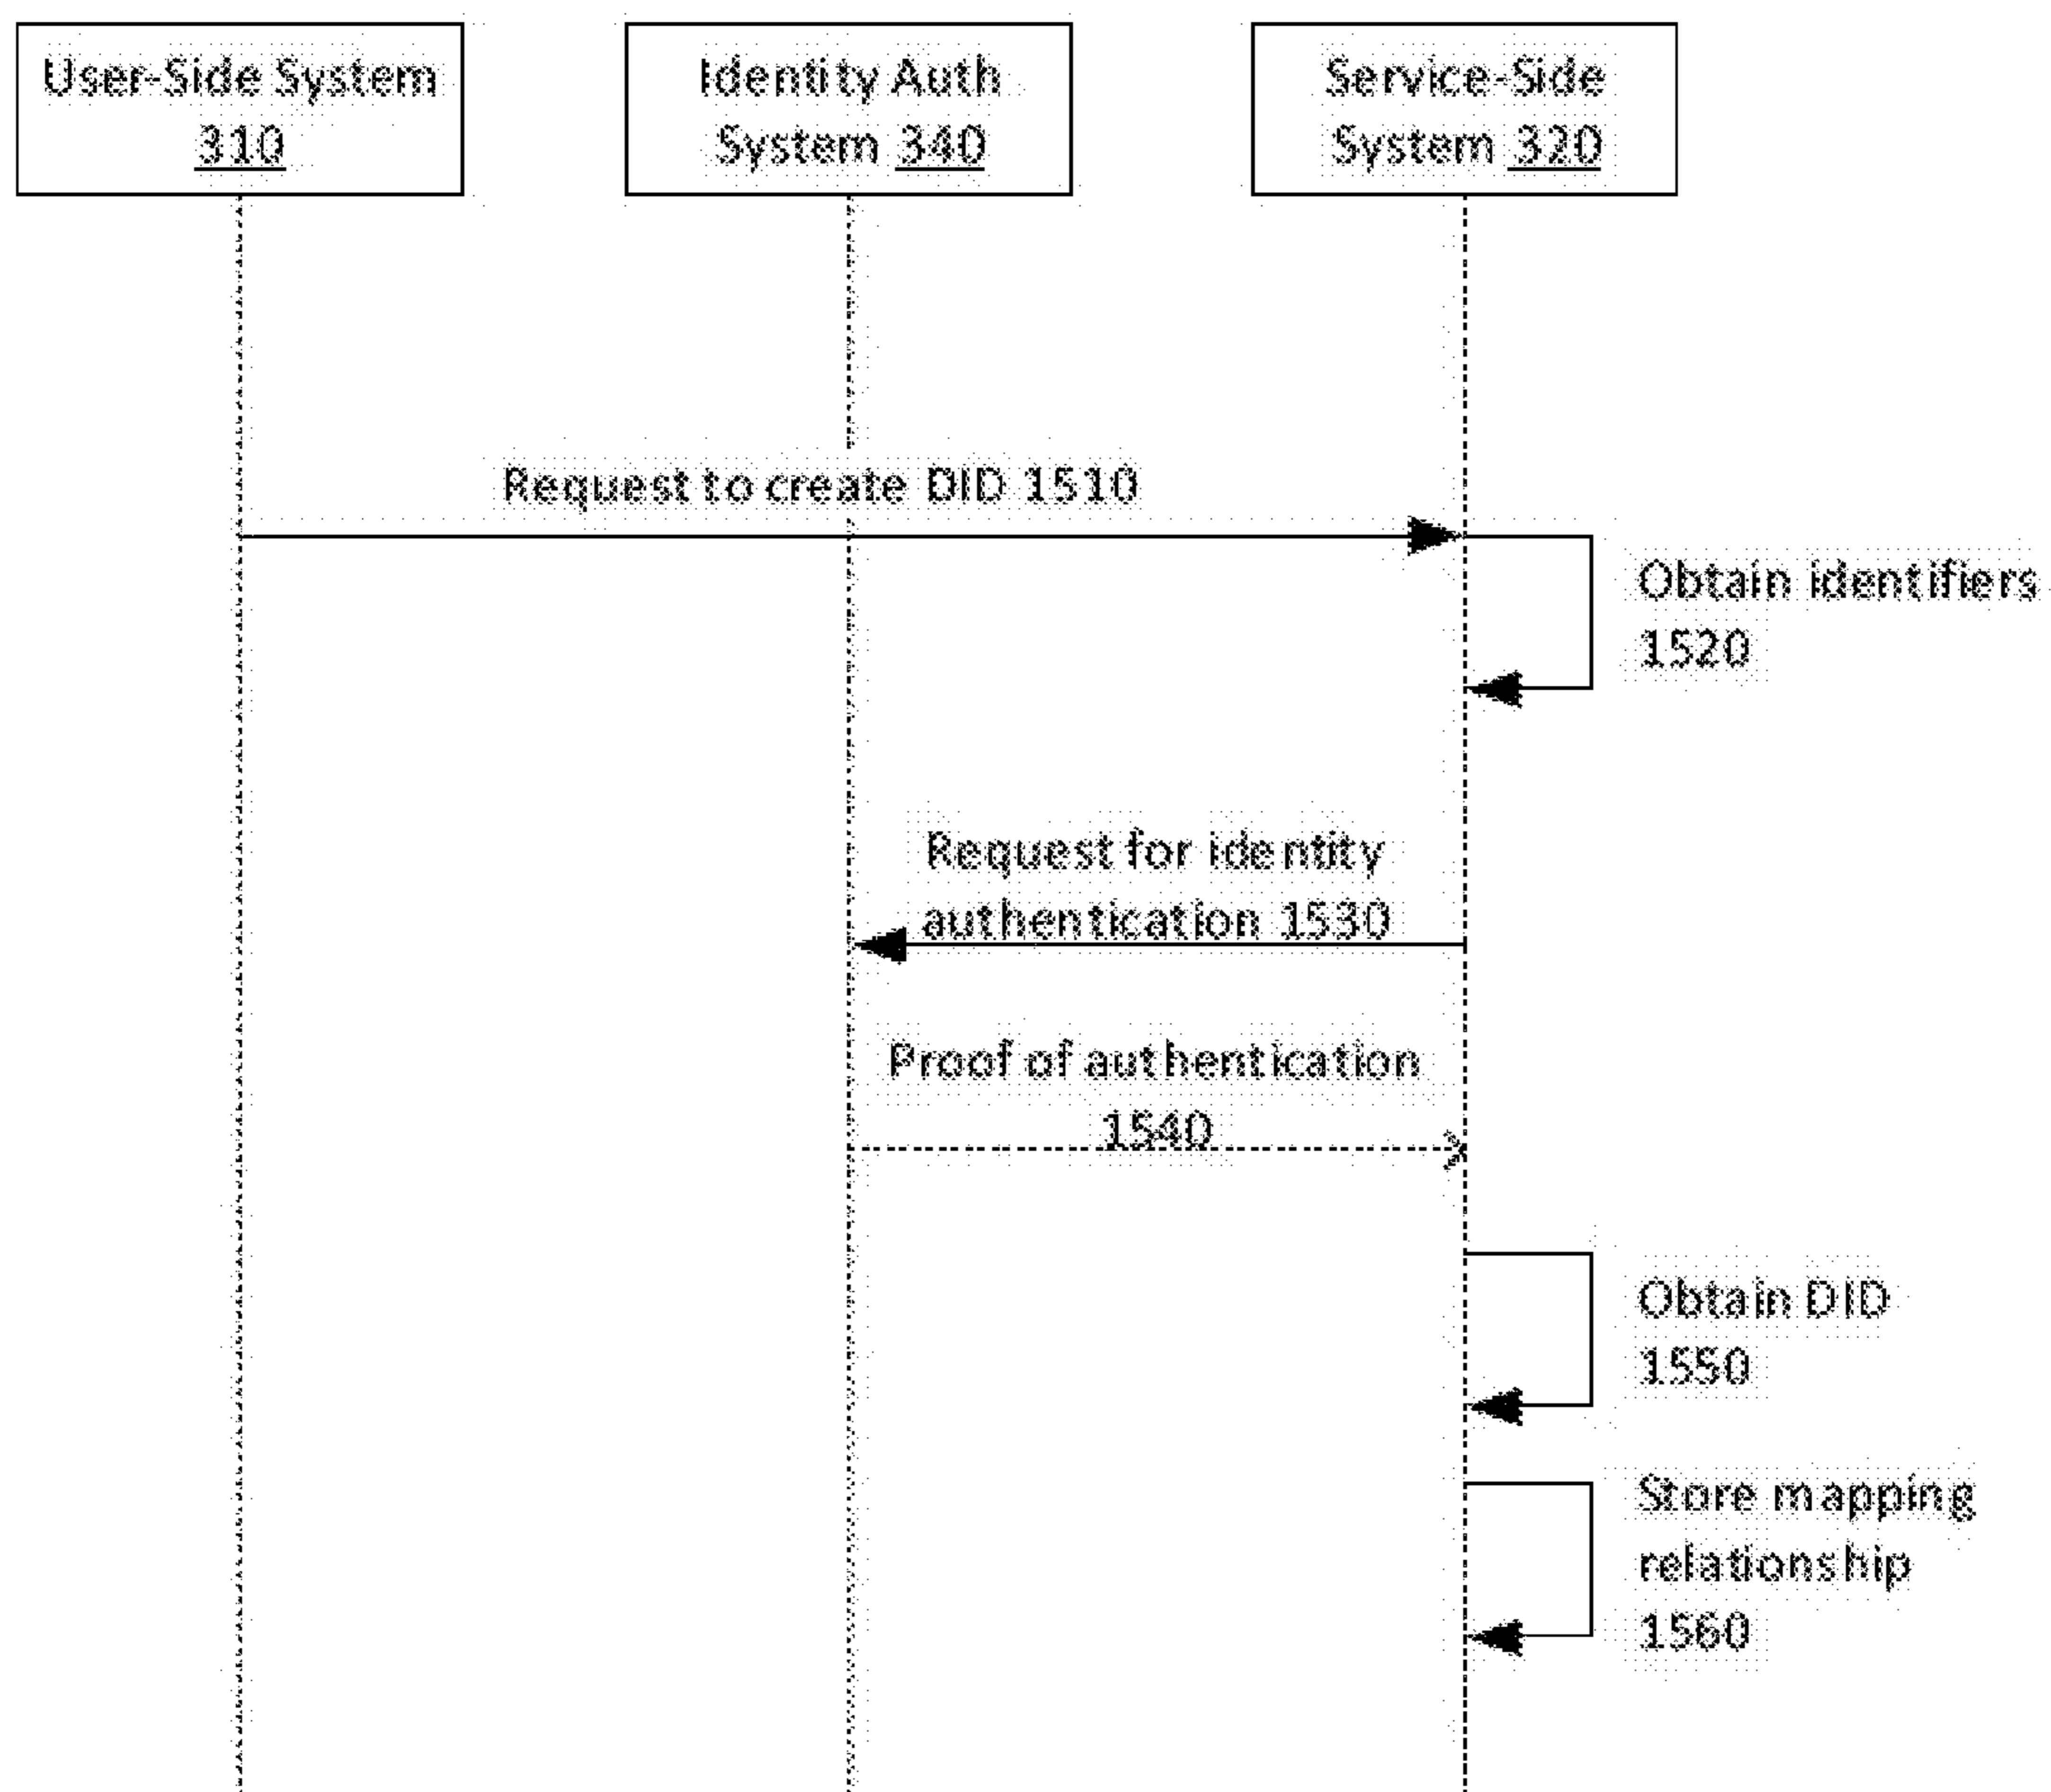 User-Side System
310
Identity Auth
System 340
Service-Side
System 320
Request to create DID 1510
Obtain identifiers
1520
Request for identity
authentication 1530
Proof of authentication
1540
Obtain DID
1550
Store mapping
relationship
1560